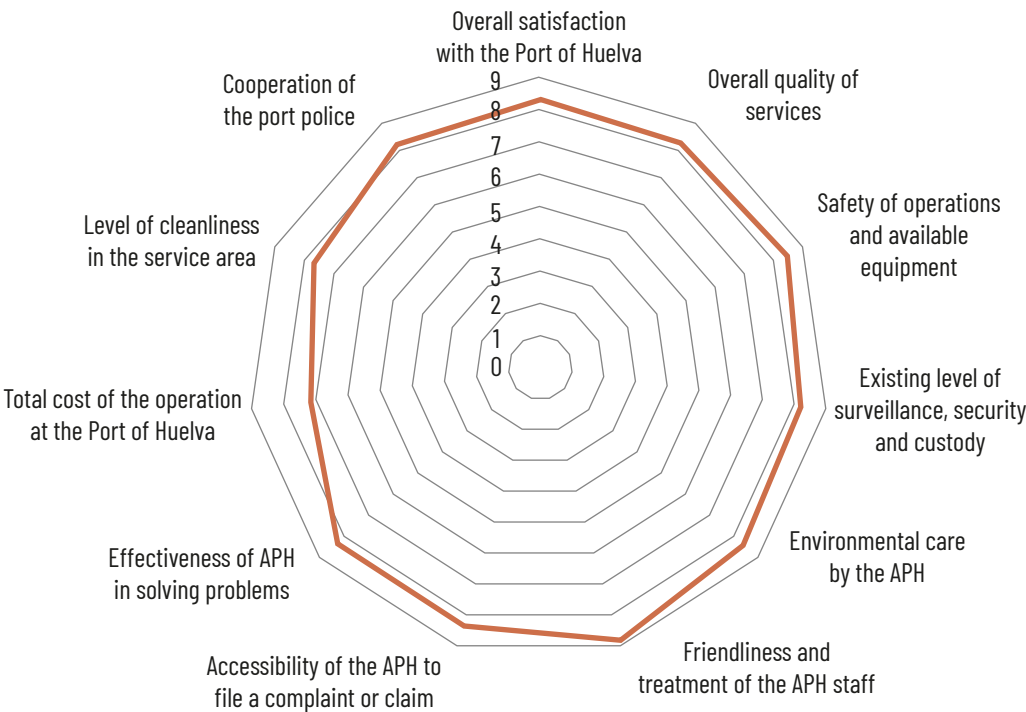 Overall satisfaction
with the Port of Huelva
Overall quality of
services
Safety of operations
and available
equipment
Existing level of
surveillance, security
and custody
Environmental care
by the APH
Friendliness and
treatment of the APH staff
Accessibility of the APH to
file a complaint or claim
Effectiveness of APH
in solving problems
Total cost of the operation
at the Port of Huelva
Level of cleanliness
in the service area
Cooperation of
the port police
9
8
7
6
5
4
3
2
1
0